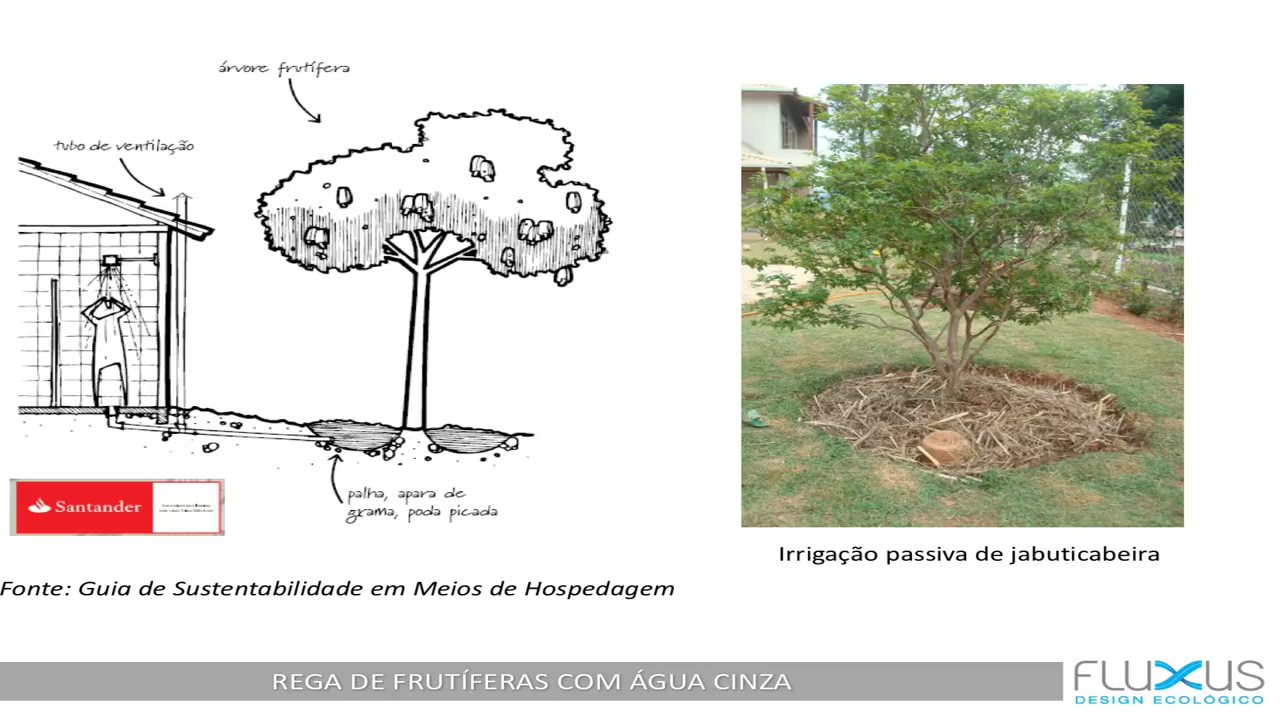 árvore frutífera
tubo de ventilação
palha, apara de
grama, poda picada
Santander
Irrigação passiva de jabuticabeira
Fonte: Guia de Sustentabilidade em Meios de Hospedagem
REGA DE FRUTÍFERAS COM ÁGUA CINZA
FLUXUS
DESIGN ECOLÓGICO